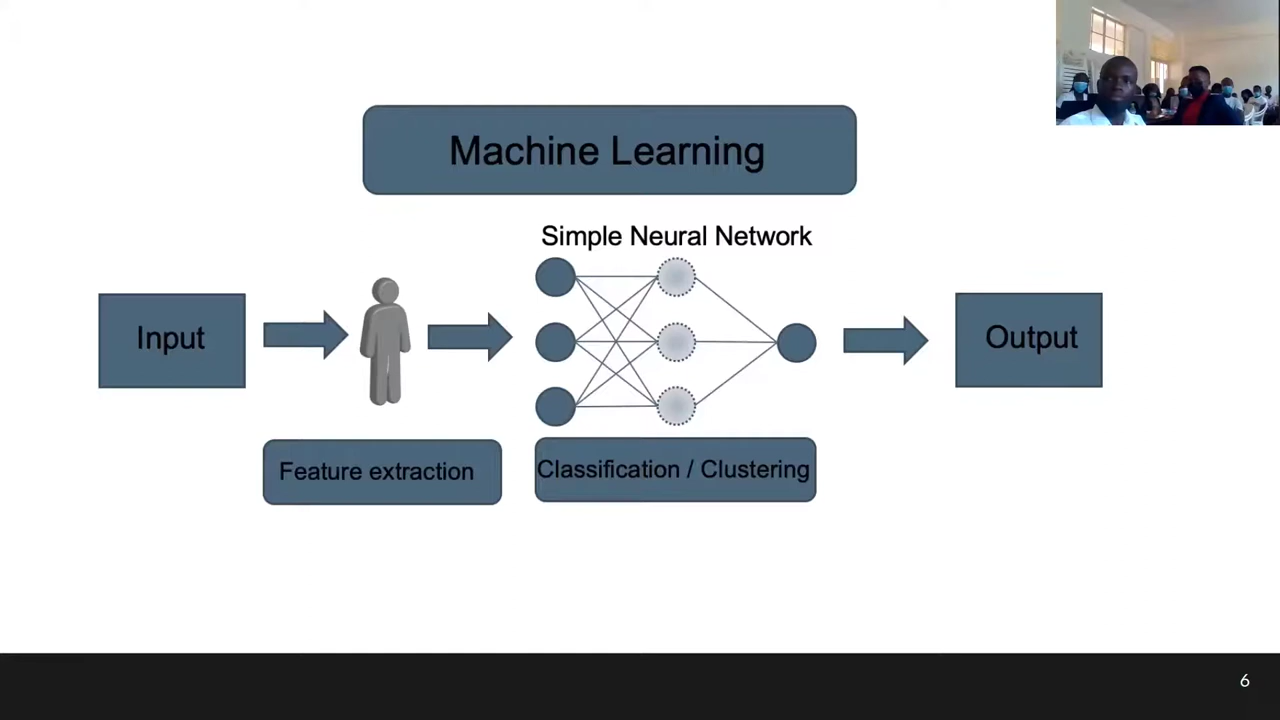 Machine Learning
Simple Neural Network
Input
Output
Feature extraction
Classification / Clustering
6